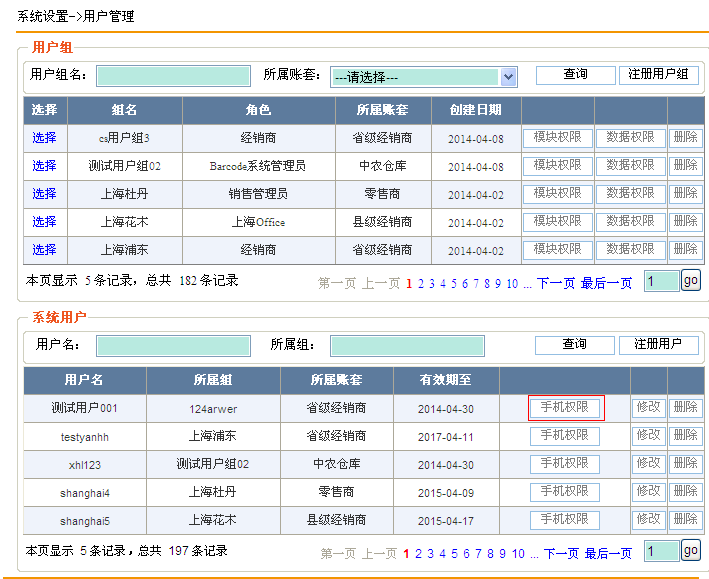 系统设置->用户管理
用户组
用户组名： 所属账套： ---请选择--- 查询 注册用户组
选择 组名 角色 所属账套 创建日期
选择 cs用户组3 经销商 省级经销商 2014-04-08 模块权限 数据权限 删除
选择 测试用户组02 Barcode系统管理员 中农仓库 2014-04-08 模块权限 数据权限 删除
选择 上海杜丹 销售管理员 零售商 2014-04-02 模块权限 数据权限 删除
选择 上海花术 上海Office 县级经销商 2014-04-02 模块权限 数据权限 删除
选择 上海浦东 经销商 省级经销商 2014-04-02 模块权限 数据权限 删除
本页显示 5条记录，总共 182条记录 第一页 上一页 1 2 3 4 5 6 7 8 9 10 ... 下一页 最后一页 1 go
系统用户
用户名： 所属组： 查询 注册用户
用户名 所属组 所属账套 有效期至
测试用户001 124arwer 省级经销商 2014-04-30 手机权限 修改 删除
testyanhh 上海浦东 省级经销商 2017-04-11 手机权限 修改 删除
xhl123 测试用户组02 中农仓库 2014-04-30 手机权限 修改 删除
shanghai4 上海杜丹 零售商 2015-04-09 手机权限 修改 删除
shanghai5 上海花术 县级经销商 2015-04-17 手机权限 修改 删除
本页显示 5条记录，总共 197条记录 第一页 上一页 1 2 3 4 5 6 7 8 9 10 ... 下一页 最后一页 1 go